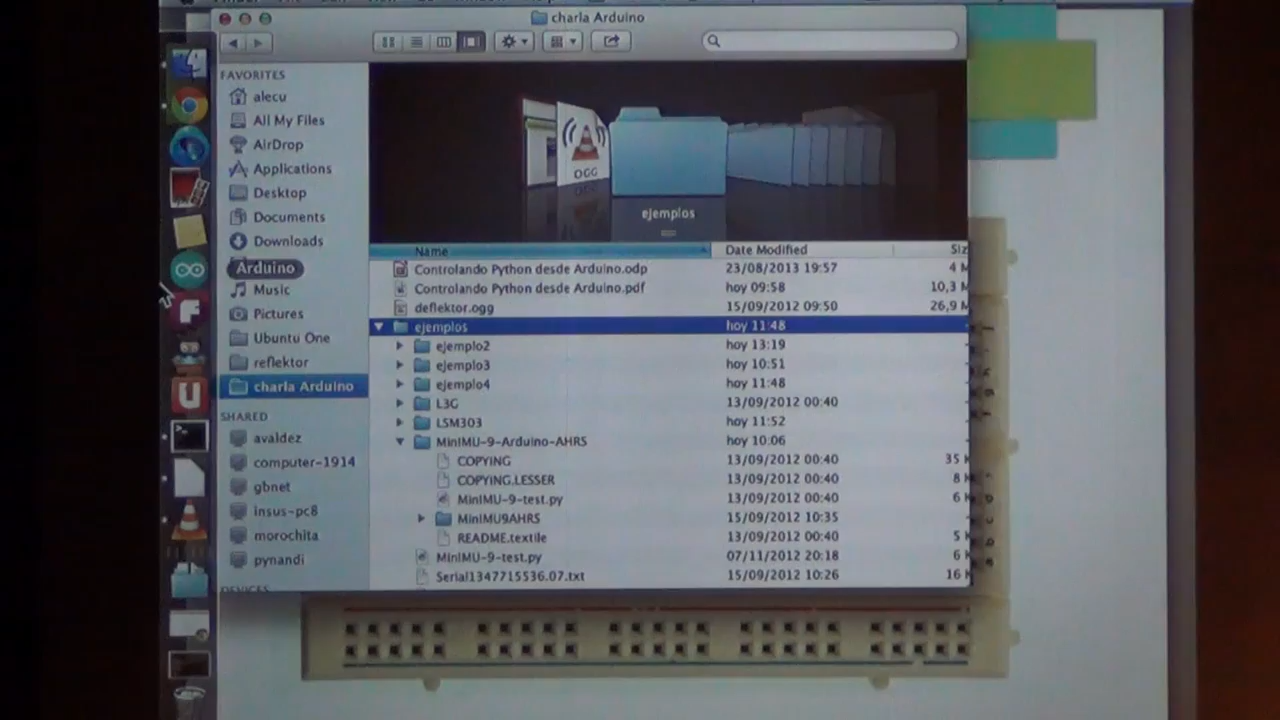 charla Arduino
FAVORITES
alecu
All My Files
AirDrop
Applications
Desktop
Documents
Downloads
Arduino
Music
Pictures
Ubuntu One
reflektor
charla Arduino
SHARED
avaldez
computer-1914
gbnet
insus-pc8
morochita
pynandi
DEVICES
OGG
ejemplos
Name Date Modified Siz
Controlando Python desde Arduino.odp 23/08/2013 19:57 4 M
Controlando Python desde Arduino.pdf hoy 09:58 10,3 M
deflektor.ogg 15/09/2012 09:50 26,9 M
ejemplos hoy 11:48 -
ejemplo2 hoy 13:19 -
ejemplo3 hoy 10:51 -
ejemplo4 hoy 11:48 -
L3G 13/09/2012 00:40 -
LSM303 hoy 11:52 -
MinIMU-9-Arduino-AHRS hoy 10:06 -
COPYING 13/09/2012 00:40 35 K
COPYING.LESSER 13/09/2012 00:40 8 K
MinIMU-9-test.py 13/09/2012 00:40 6 K
MinIMU9AHRS 15/09/2012 10:35 -
README.textile 13/09/2012 00:40 5 K
MinIMU-9-test.py 07/11/2012 20:18 6 K
Serial1347715536.07.txt 15/09/2012 10:26 16 K